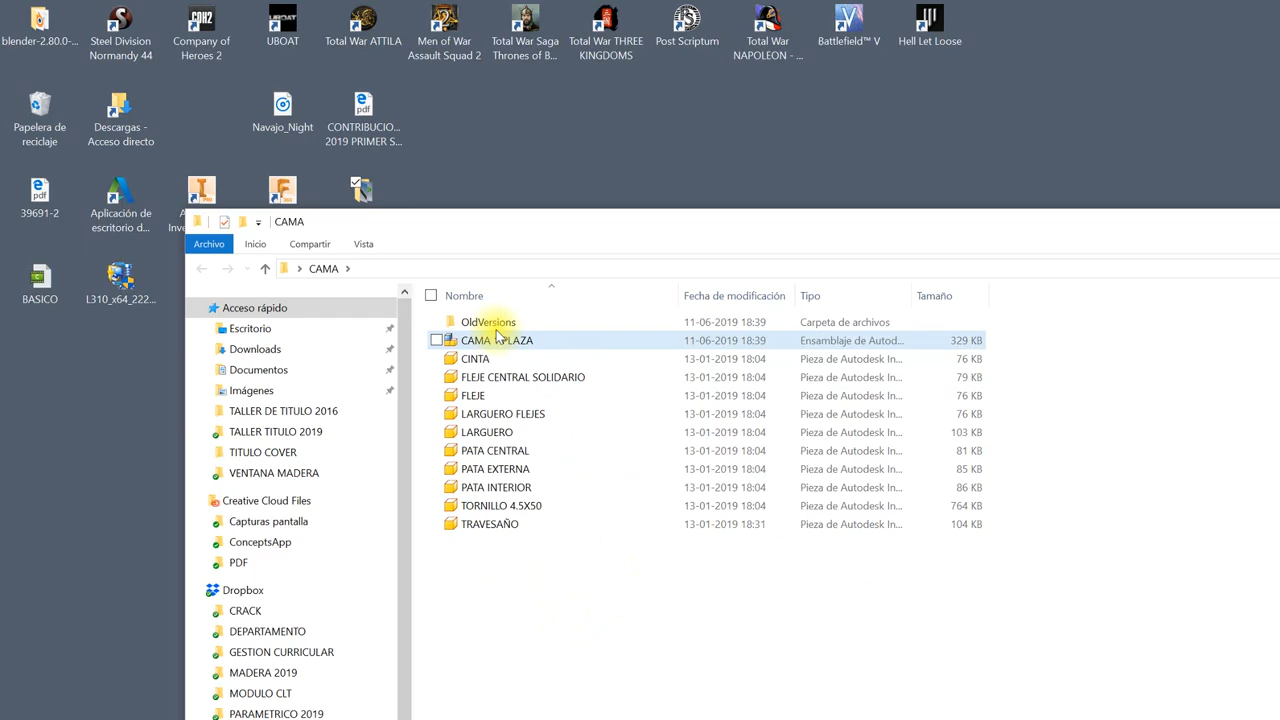 blender-2.80.0-...
Steel Division
Normandy 44
Company of
Heroes 2
UBOAT
Total War ATTILA
Men of War
Assault Squad 2
Total War Saga
Thrones of B...
Total War THREE
KINGDOMS
Post Scriptum
Total War
NAPOLEON - ...
Battlefield™ V
Hell Let Loose
Papelera de
reciclaje
Descargas -
Acceso directo
Navajo_Night
CONTRIBUCIO...
2019 PRIMER S...
39691-2
Aplicación de
escritorio d...
BASICO
L310_x64_222...
CAMA
Archivo
Inicio
Compartir
Vista
CAMA
Nombre
Fecha de modificación
Tipo
Tamaño
OldVersions 11-06-2019 18:39 Carpeta de archivos
CAMA PLAZA 11-06-2019 18:39 Ensamblaje de Autod... 329 KB
CINTA 13-01-2019 18:04 Pieza de Autodesk In... 76 KB
FLEJE CENTRAL SOLIDARIO 13-01-2019 18:04 Pieza de Autodesk In... 79 KB
FLEJE 13-01-2019 18:04 Pieza de Autodesk In... 76 KB
LARGUERO FLEJES 13-01-2019 18:04 Pieza de Autodesk In... 76 KB
LARGUERO 13-01-2019 18:04 Pieza de Autodesk In... 103 KB
PATA CENTRAL 13-01-2019 18:04 Pieza de Autodesk In... 81 KB
PATA EXTERNA 13-01-2019 18:04 Pieza de Autodesk In... 85 KB
PATA INTERIOR 13-01-2019 18:04 Pieza de Autodesk In... 86 KB
TORNILLO 4.5X50 13-01-2019 18:04 Pieza de Autodesk In... 764 KB
TRAVESAÑO 13-01-2019 18:31 Pieza de Autodesk In... 104 KB
Acceso rápido
Escritorio
Downloads
Documentos
Imágenes
TALLER DE TITULO 2016
TALLER TITULO 2019
TITULO COVER
VENTANA MADERA
Creative Cloud Files
Capturas pantalla
ConceptsApp
PDF
Dropbox
CRACK
DEPARTAMENTO
GESTION CURRICULAR
MADERA 2019
MODULO CLT
PARAMETRICO 2019